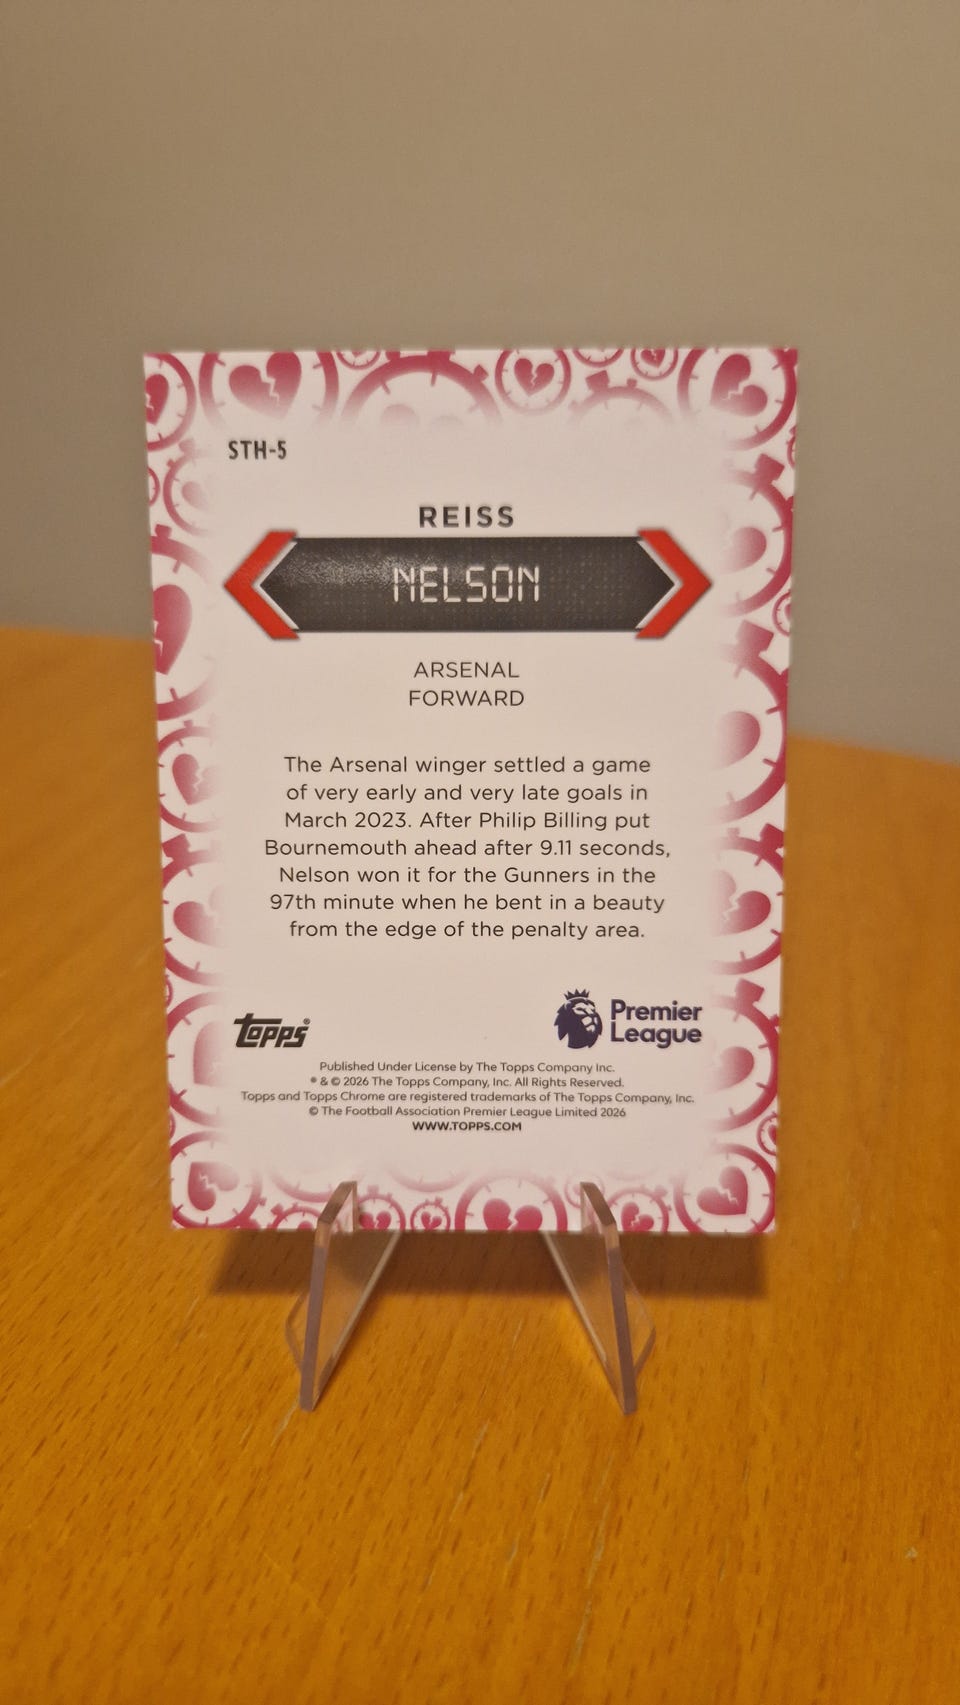 STH-5
REISS
NELSON
ARSENAL
FORWARD
The Arsenal winger settled a game
of very early and very late goals in
March 2023. After Philip Billing put
Bournemouth ahead after 9.11 seconds,
Nelson won it for the Gunners in the
97th minute when he bent in a beauty
from the edge of the penalty area.
Topps®
Premier
League
Published Under License by The Topps Company Inc.
® & © 2026 The Topps Company, Inc. All Rights Reserved.
Topps and Topps Chrome are registered trademarks of The Topps Company, Inc.
© The Football Association Premier League Limited 2026
WWW.TOPPS.COM